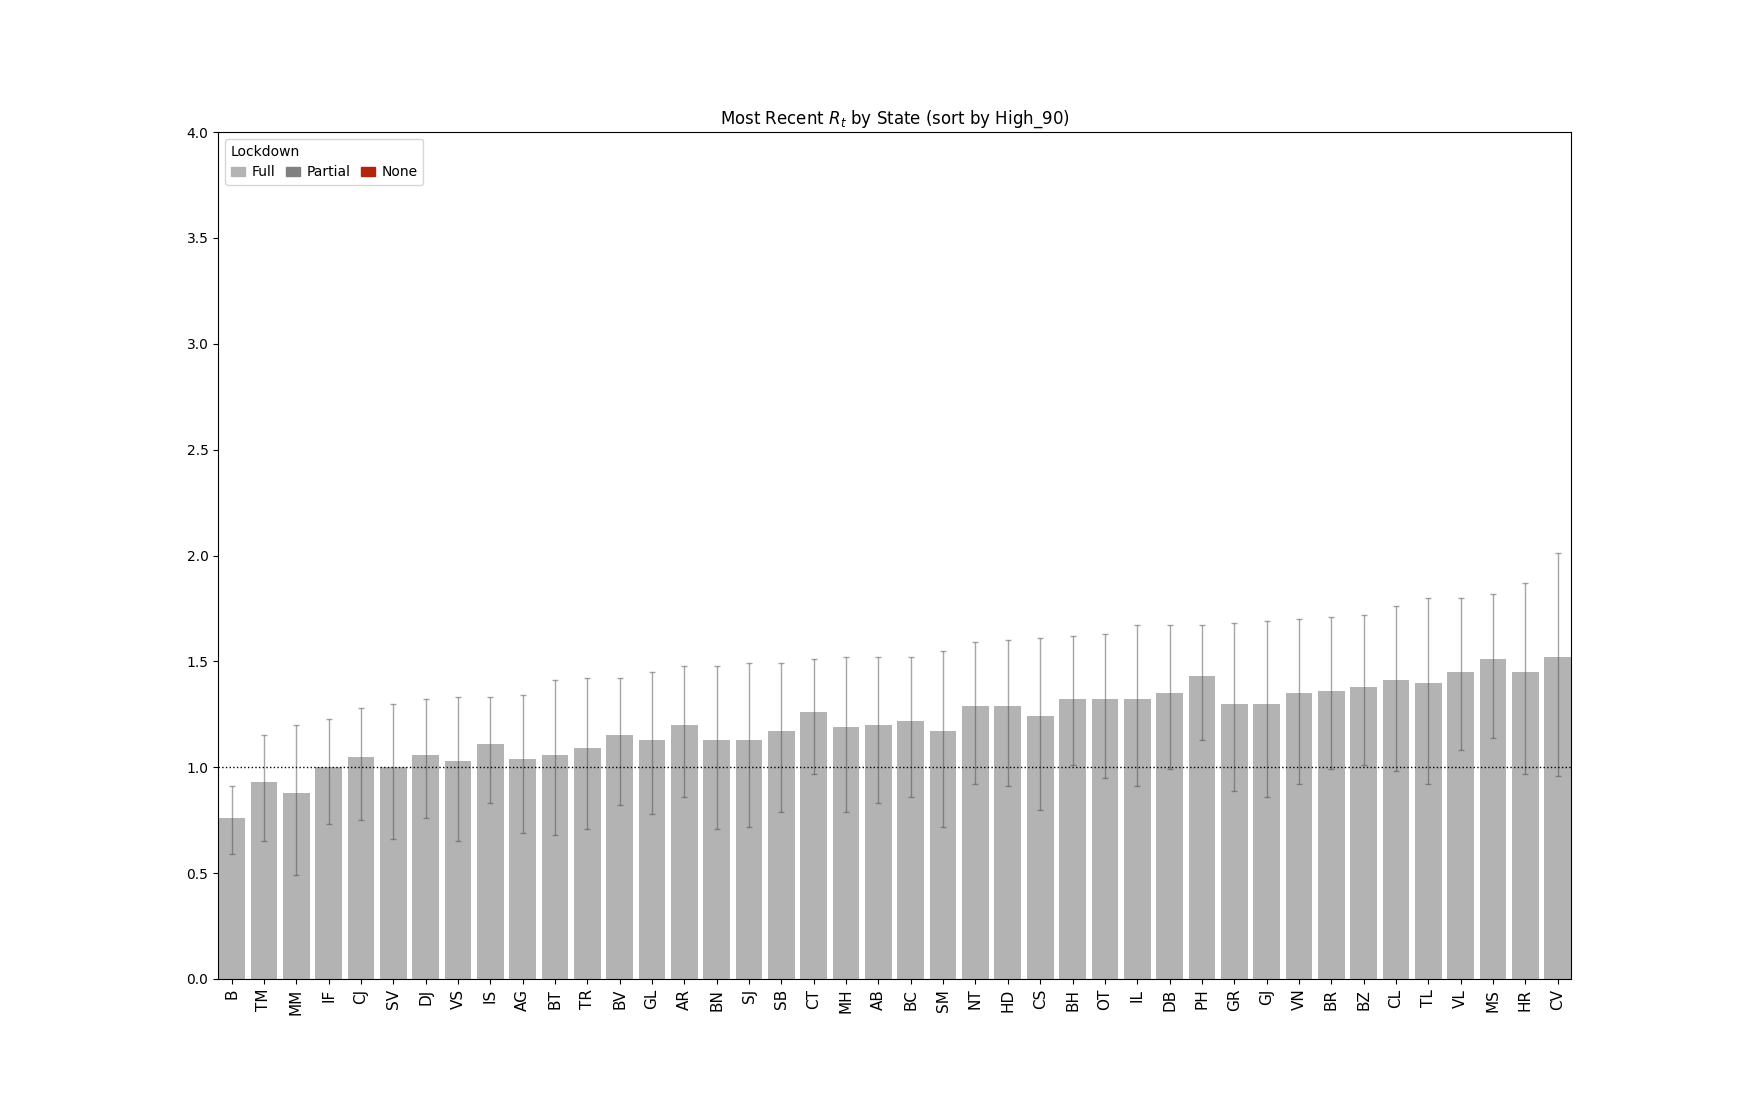 Most Recent R_t by State (sort by High_90)
Lockdown
Full Partial None
4.0
3.5
3.0
2.5
2.0
1.5
1.0
0.5
0.0
B TM MM IF CJ SV DJ VS IS AG BT TR BV GL AR BN SJ SB CT MH AB BC SM NT HD CS BH OT IL DB PH GR GJ VN BR BZ CL TL VL MS HR CV